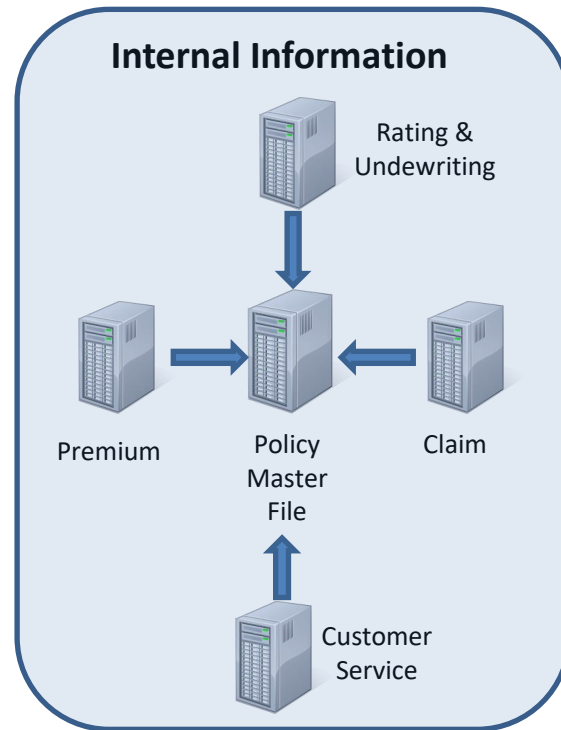 Internal Information
Rating &
Undewriting
Premium
Policy
Master
File
Claim
Customer
Service